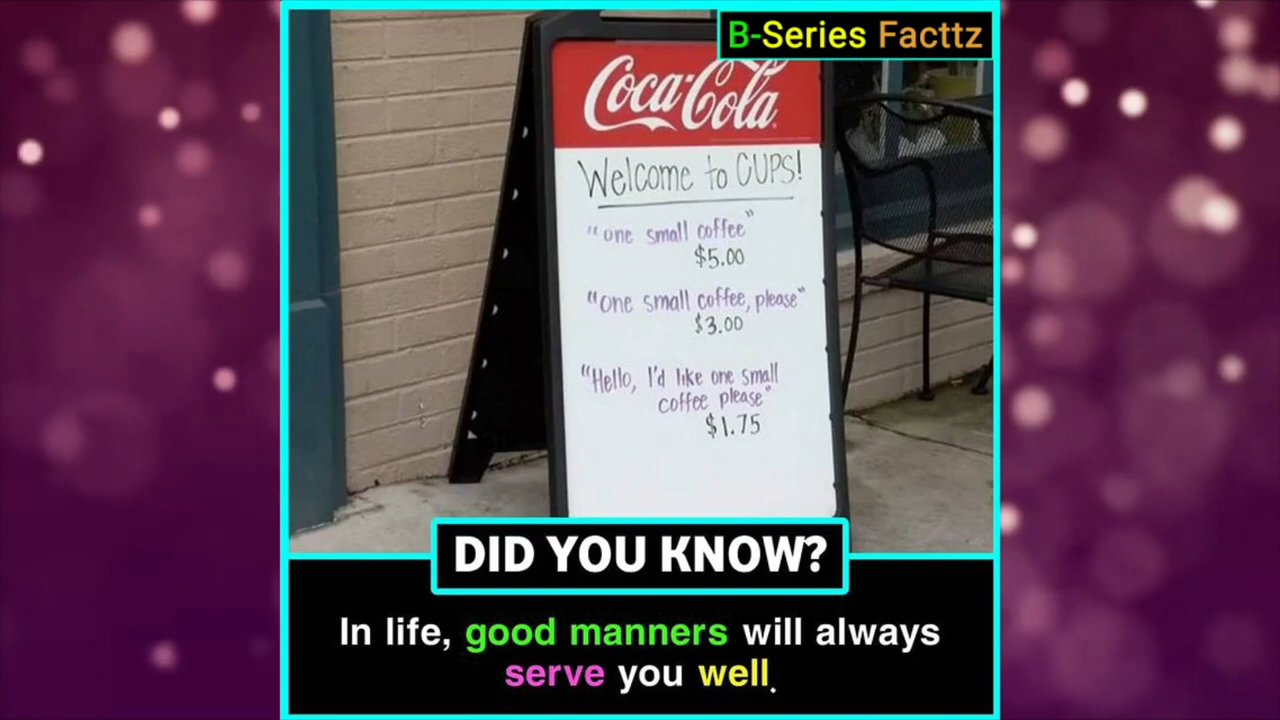 B-Series Facttz
Coca-Cola
Welcome to CUPS!
"one small coffee"
$5.00
"One small coffee, please"
$3.00
"Hello, I'd like one small
coffee please"
$1.75
DID YOU KNOW?
In life, good manners will always
serve you well.